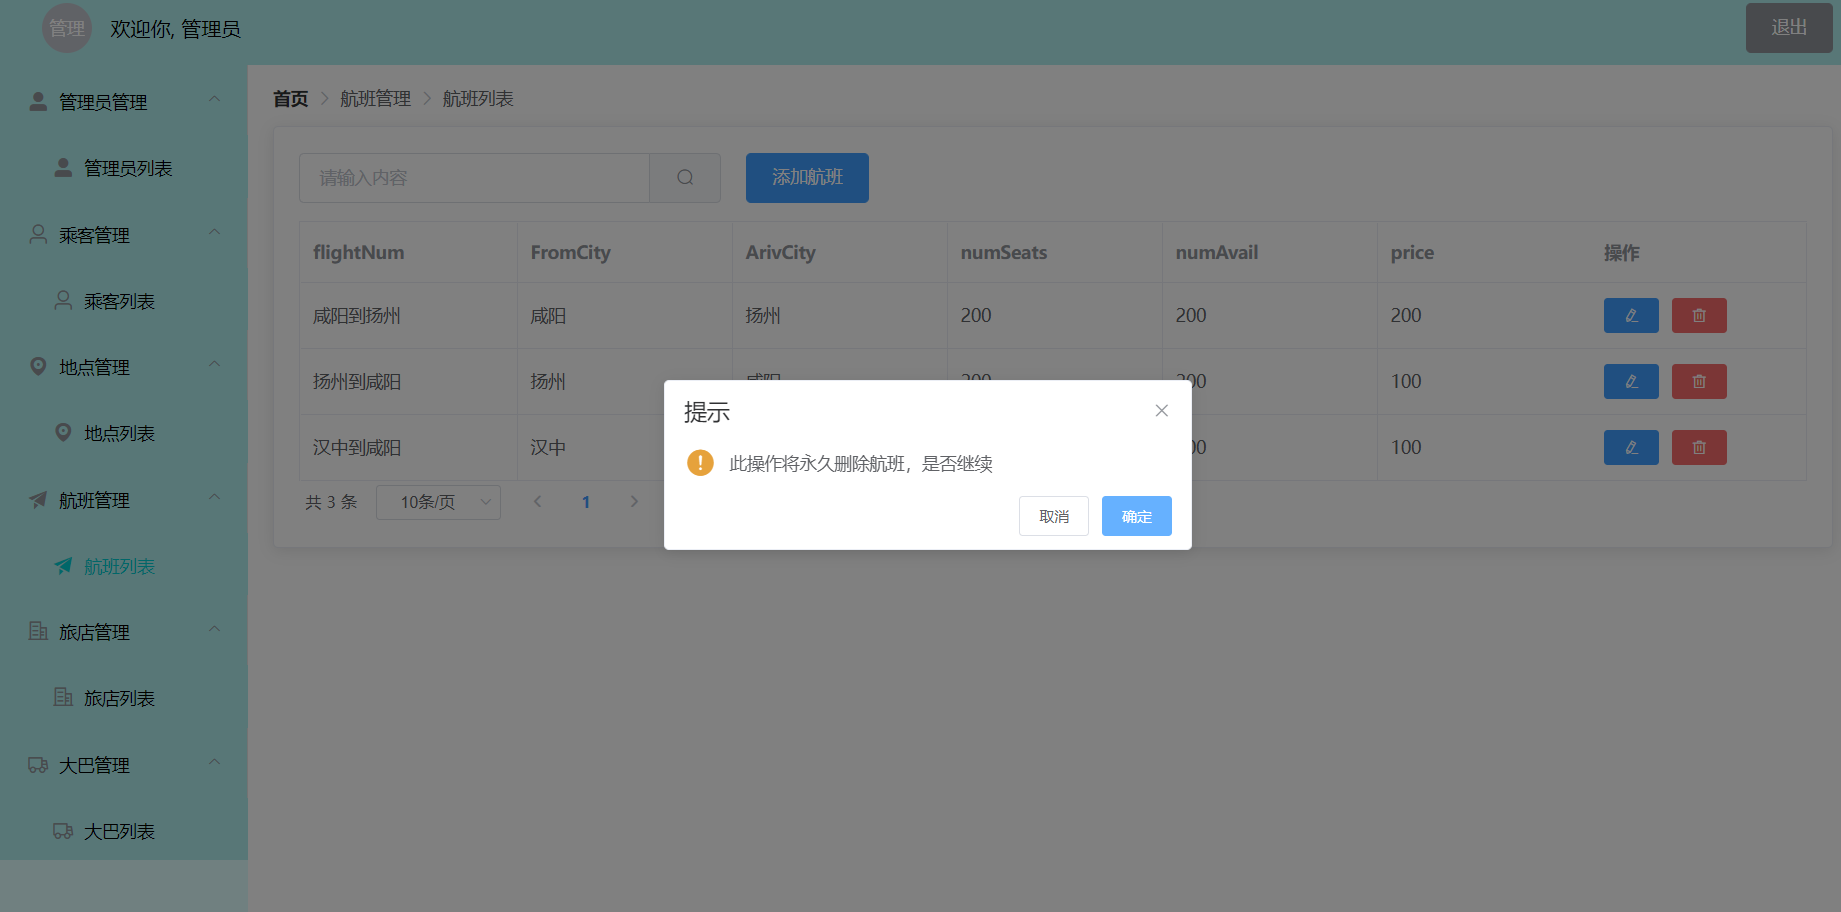 管理 欢迎你, 管理员 退出
管理员管理
管理员列表
乘客管理
乘客列表
地点管理
地点列表
航班管理
航班列表
旅店管理
旅店列表
大巴管理
大巴列表
首页 航班管理 航班列表
请输入内容 添加航班
flightNum FromCity ArivCity numSeats numAvail price 操作
咸阳到扬州 咸阳 扬州 200 200 200
扬州到咸阳 扬州 咸阳 200 200 100
汉中到咸阳 汉中 100
共 3 条 10条/页 1
提示
此操作将永久删除航班，是否继续
取消 确定